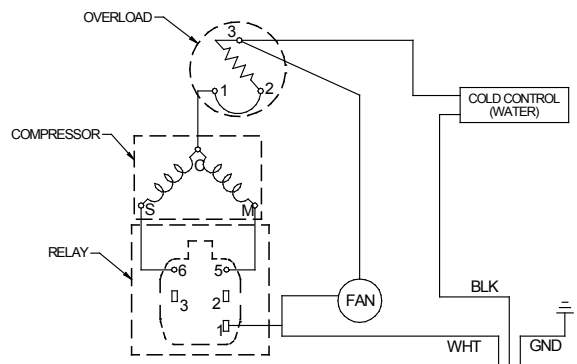 OVERLOAD
3
1
2
COLD CONTROL
(WATER)
COMPRESSOR
C
S
M
RELAY
6
5
3
2
1
FAN
BLK
WHT
GND